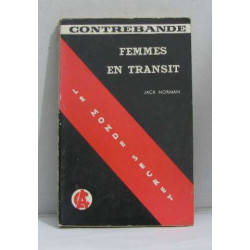 CONTREBANDE
FEMMES
EN TRANSIT
JACK NORMAN
LE MONDE SECRET